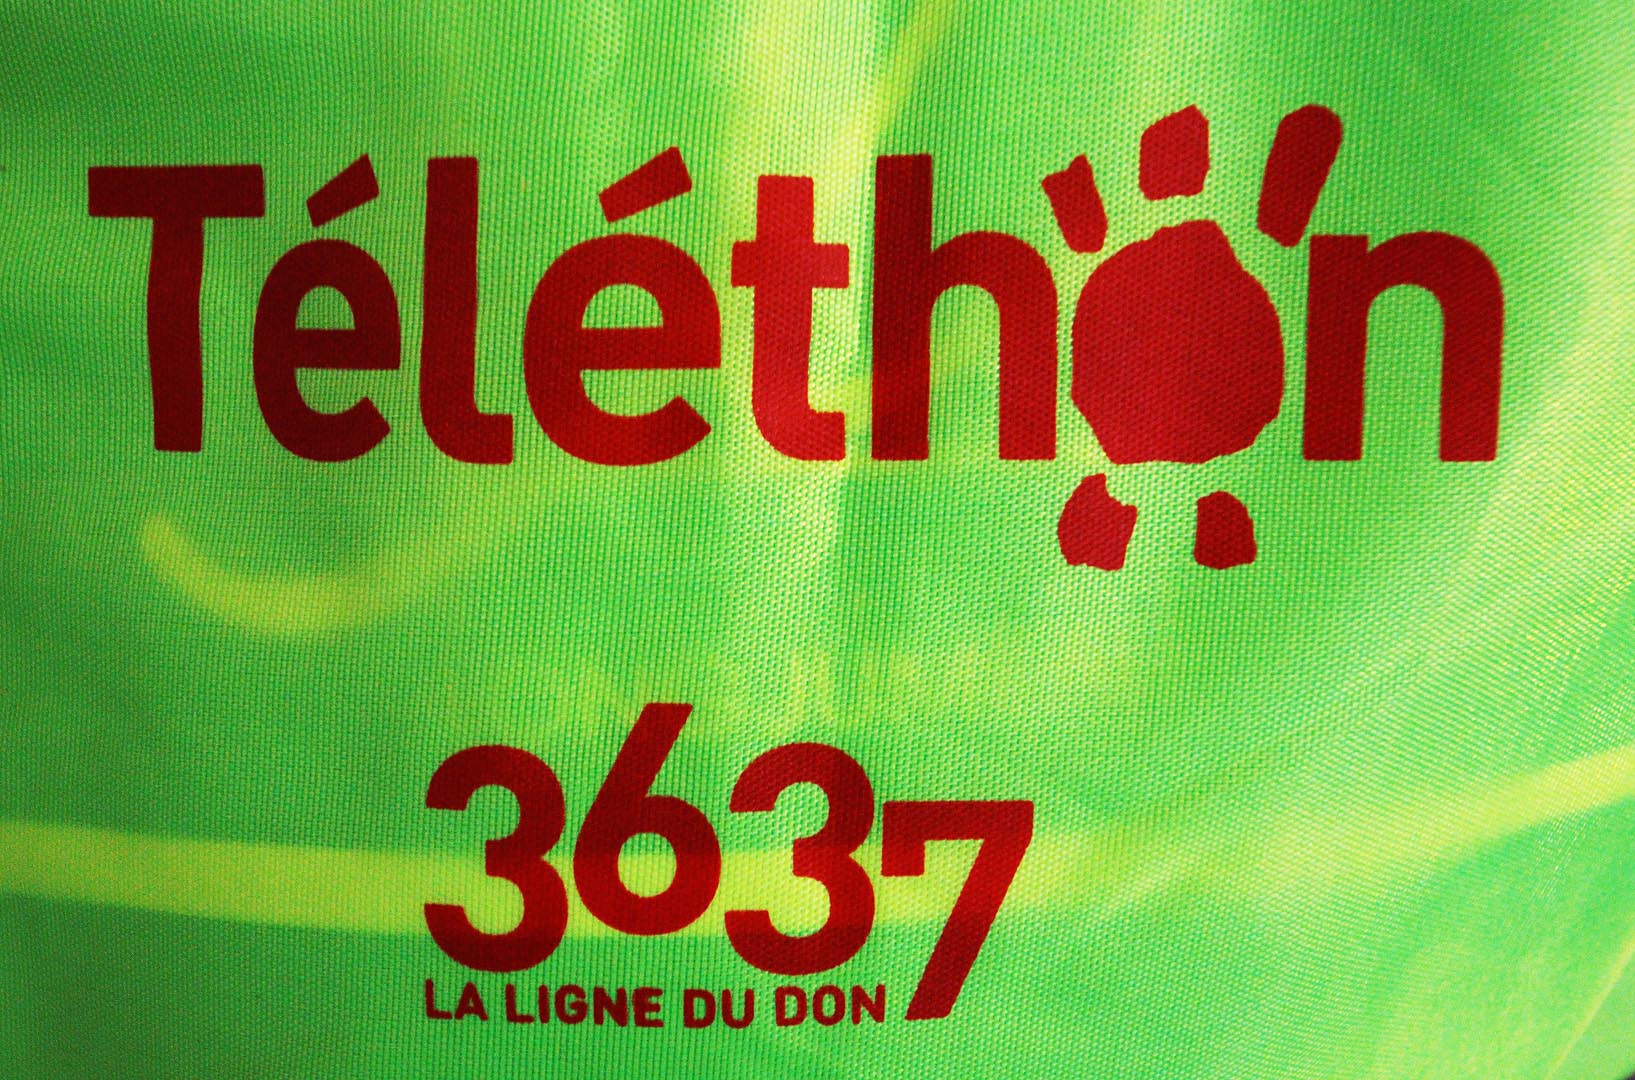 Téléthon
3637
LA LIGNE DU DON